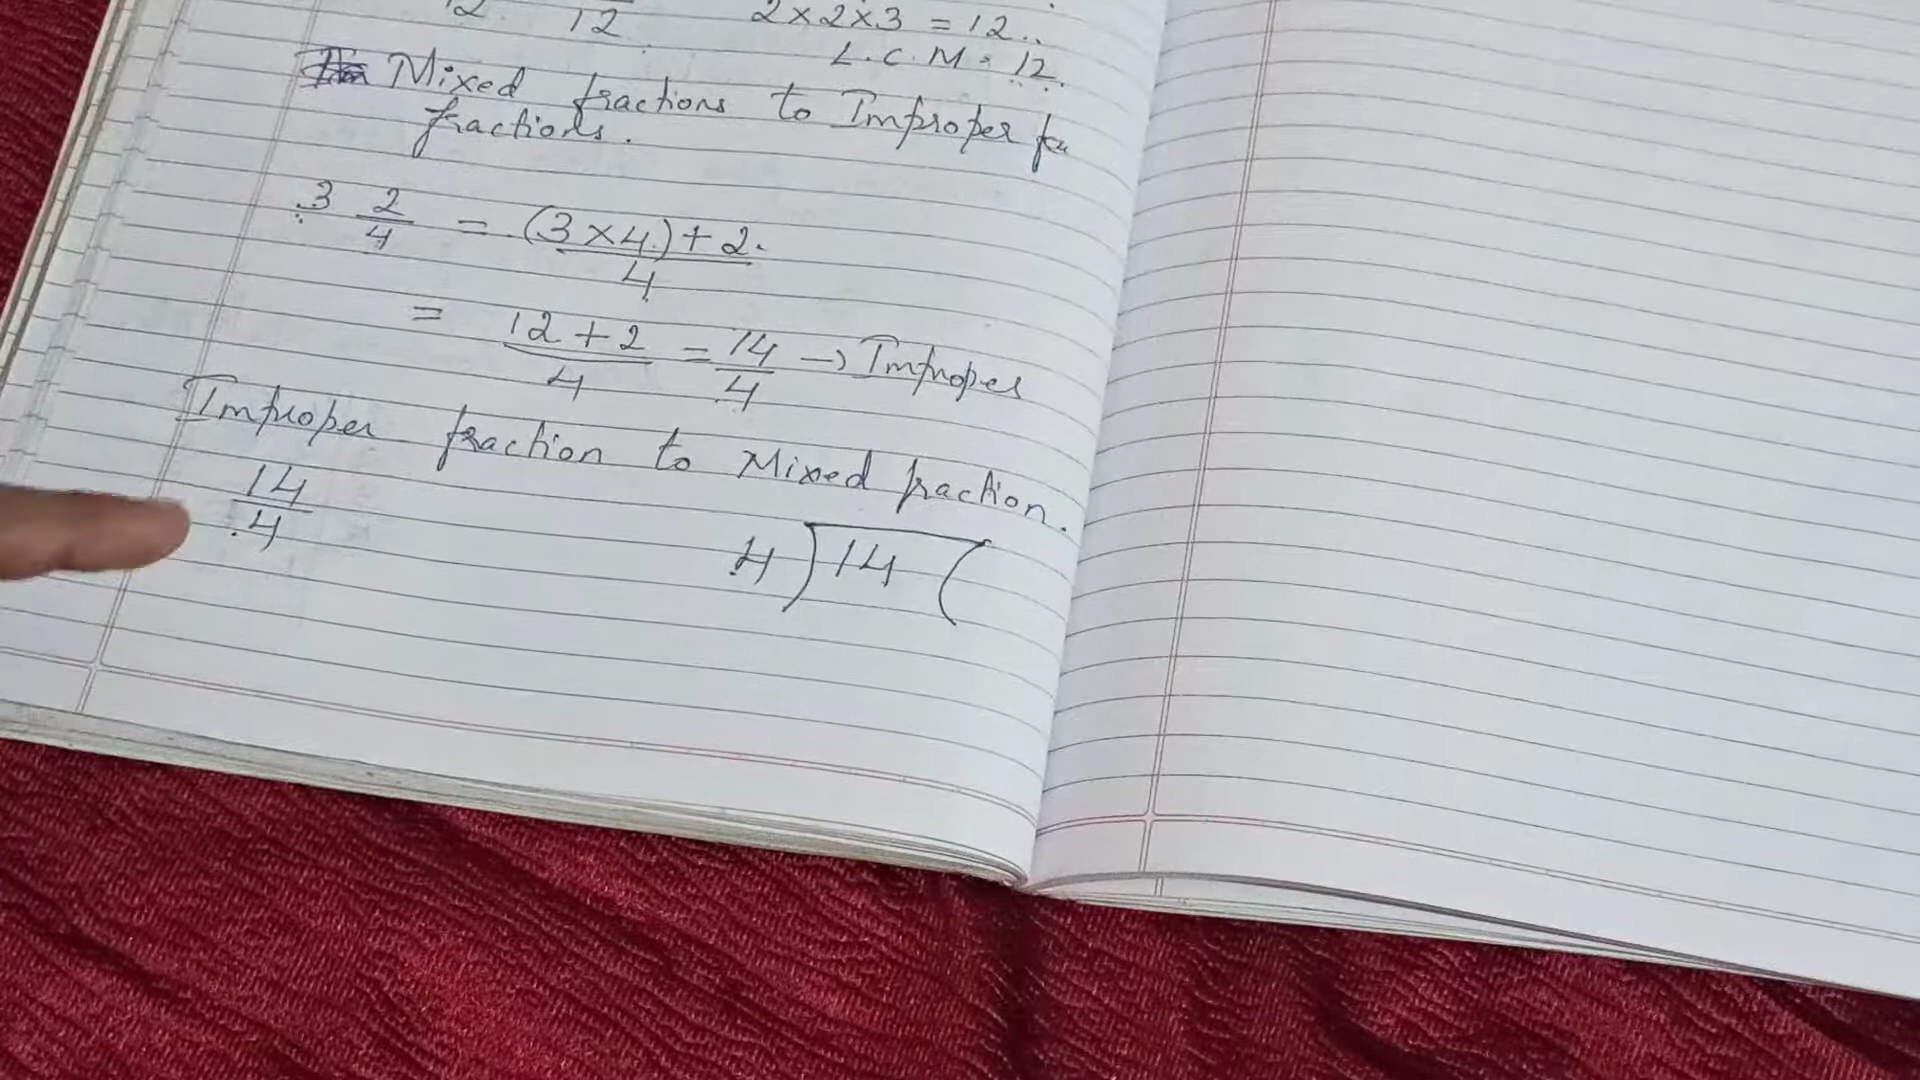 12. 12. 2×2×3 = 12..
L.C.M = 12.
Mixed fractions to Improper
fractions.
3 2/4 = (3×4)+2/4
= 12+2/4 = 14/4 → Improper
Improper fraction to Mixed fraction.
14/4
4)14(